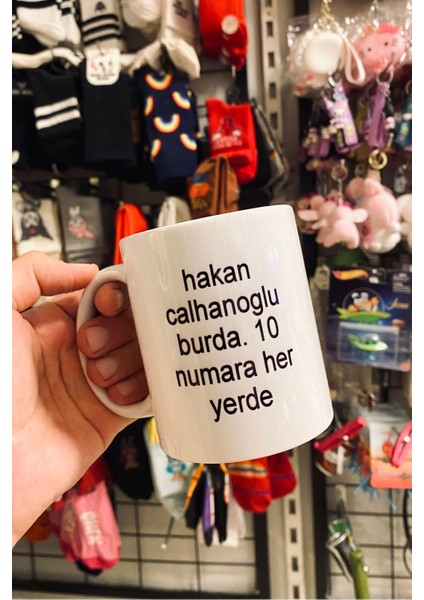 hakan
calhanoglu
burda. 10
numara her
yerde